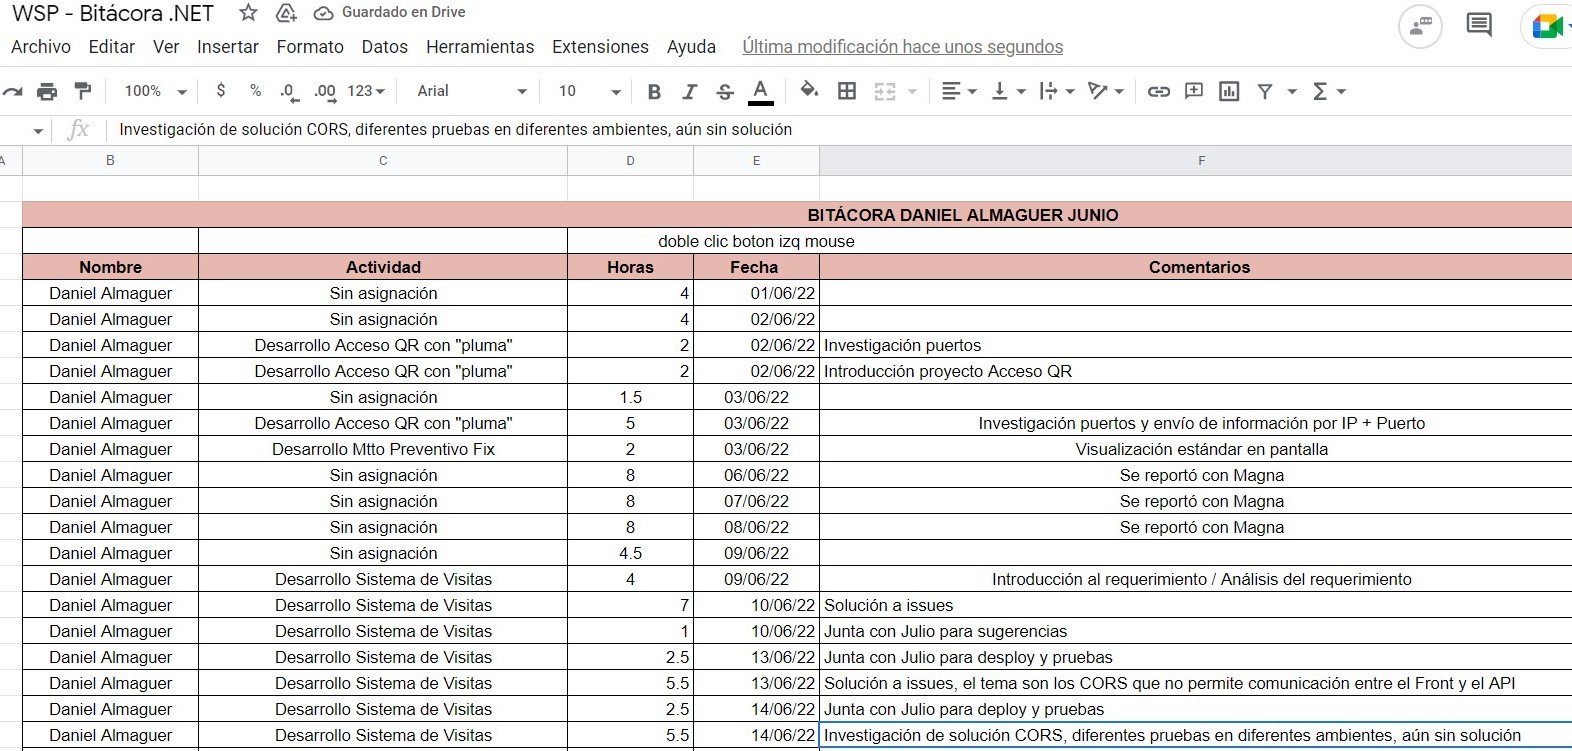 WSP - Bitácora .NET Guardado en Drive
Archivo Editar Ver Insertar Formato Datos Herramientas Extensiones Ayuda Última modificación hace unos segundos
100% $ % .0 .00 123 Arial 10 B I S A Σ
fx Investigación de solución CORS, diferentes pruebas en diferentes ambientes, aún sin solución
A B C D E F
BITÁCORA DANIEL ALMAGUER JUNIO
doble clic boton izq mouse
Nombre Actividad Horas Fecha Comentarios
Daniel Almaguer Sin asignación 4 01/06/22
Daniel Almaguer Sin asignación 4 02/06/22
Daniel Almaguer Desarrollo Acceso QR con "pluma" 2 02/06/22 Investigación puertos
Daniel Almaguer Desarrollo Acceso QR con "pluma" 2 02/06/22 Introducción proyecto Acceso QR
Daniel Almaguer Sin asignación 1.5 03/06/22
Daniel Almaguer Desarrollo Acceso QR con "pluma" 5 03/06/22 Investigación puertos y envío de información por IP + Puerto
Daniel Almaguer Desarrollo Mtto Preventivo Fix 2 03/06/22 Visualización estándar en pantalla
Daniel Almaguer Sin asignación 8 06/06/22 Se reportó con Magna
Daniel Almaguer Sin asignación 8 07/06/22 Se reportó con Magna
Daniel Almaguer Sin asignación 8 08/06/22 Se reportó con Magna
Daniel Almaguer Sin asignación 4.5 09/06/22
Daniel Almaguer Desarrollo Sistema de Visitas 4 09/06/22 Introducción al requerimiento / Análisis del requerimiento
Daniel Almaguer Desarrollo Sistema de Visitas 7 10/06/22 Solución a issues
Daniel Almaguer Desarrollo Sistema de Visitas 1 10/06/22 Junta con Julio para sugerencias
Daniel Almaguer Desarrollo Sistema de Visitas 2.5 13/06/22 Junta con Julio para desploy y pruebas
Daniel Almaguer Desarrollo Sistema de Visitas 5.5 13/06/22 Solución a issues, el tema son los CORS que no permite comunicación entre el Front y el API
Daniel Almaguer Desarrollo Sistema de Visitas 2.5 14/06/22 Junta con Julio para deploy y pruebas
Daniel Almaguer Desarrollo Sistema de Visitas 5.5 14/06/22 Investigación de solución CORS, diferentes pruebas en diferentes ambientes, aún sin solución